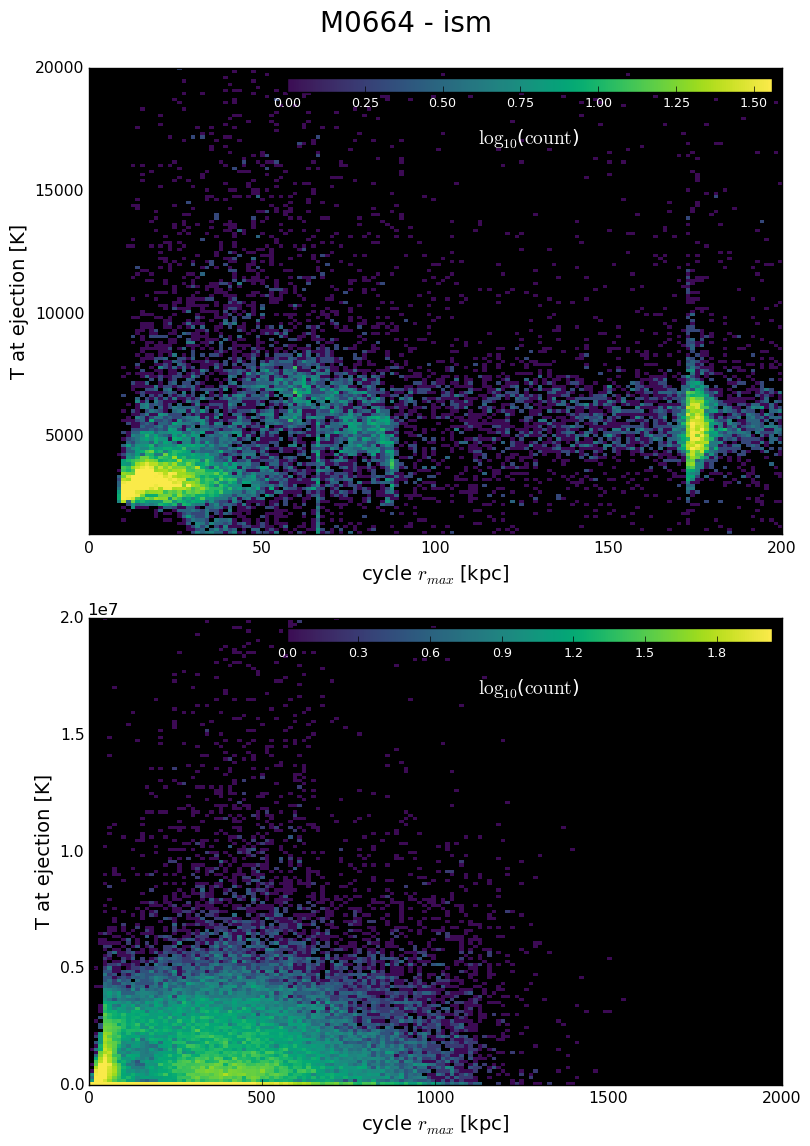 M0664 - ism
20000
15000
10000
5000
T at ejection [K]
0.00 0.25 0.50 0.75 1.00 1.25 1.50
log10(count)
0 50 100 150 200
cycle rmax [kpc]
1e7
2.0
1.5
1.0
0.5
0.0
T at ejection [K]
0.0 0.3 0.6 0.9 1.2 1.5 1.8
log10(count)
0 500 1000 1500 2000
cycle rmax [kpc]